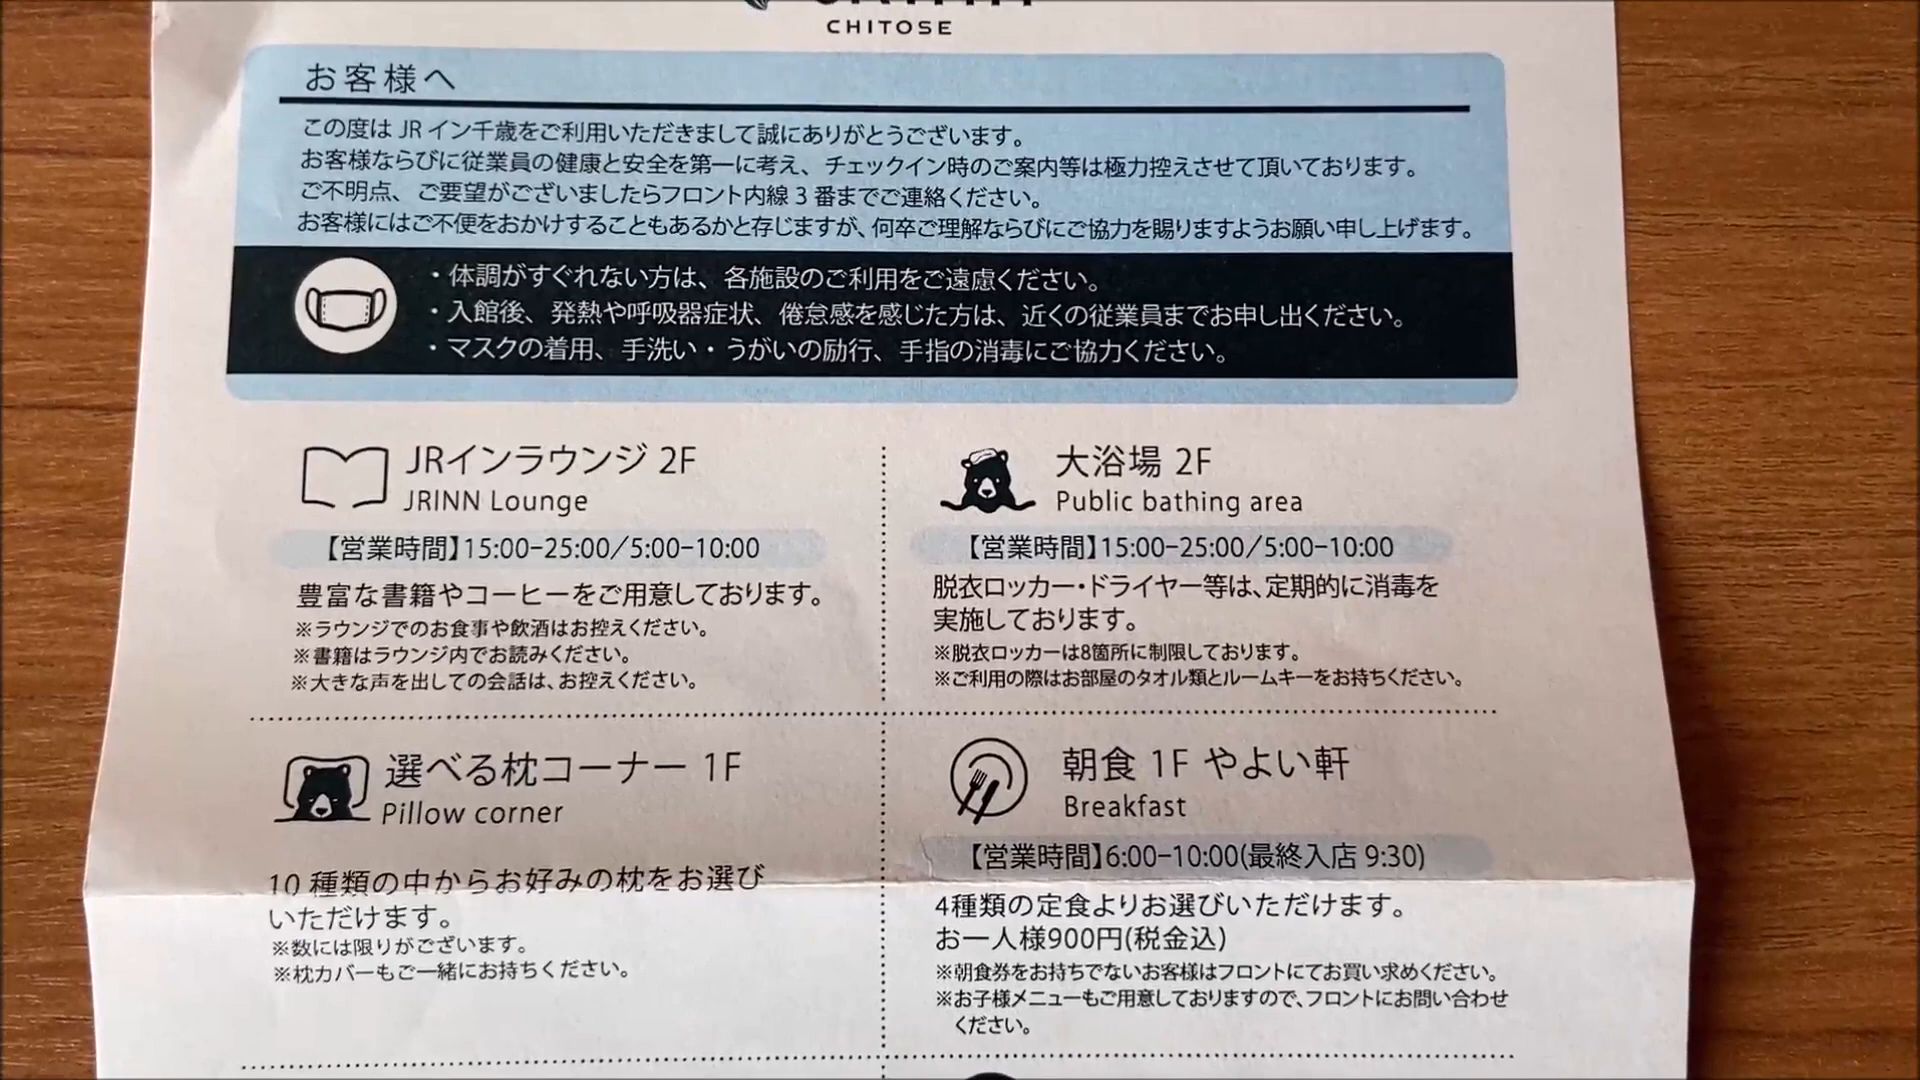 CHITOSE
お客様へ
この度は JR イン千歳をご利用いただきまして誠にありがとうございます。
お客様ならびに従業員の健康と安全を第一に考え、チェックイン時のご案内等は極力控えさせて頂いております。
ご不明点、ご要望がございましたらフロント内線 3 番までご連絡ください。
お客様にはご不便をおかけすることもあるかと存じますが、何卒ご理解ならびにご協力を賜りますようお願い申し上げます。
・体調がすぐれない方は、各施設のご利用をご遠慮ください。
・入館後、発熱や呼吸器症状、倦怠感を感じた方は、近くの従業員までお申し出ください。
・マスクの着用、手洗い・うがいの励行、手指の消毒にご協力ください。
JRインラウンジ 2F
JRINN Lounge
【営業時間】15:00-25:00/5:00-10:00
豊富な書籍やコーヒーをご用意しております。
※ラウンジでのお食事や飲酒はお控えください。
※書籍はラウンジ内でお読みください。
※大きな声を出しての会話は、お控えください。
大浴場 2F
Public bathing area
【営業時間】15:00-25:00/5:00-10:00
脱衣ロッカー・ドライヤー等は、定期的に消毒を
実施しております。
※脱衣ロッカーは8箇所に制限しております。
※ご利用の際はお部屋のタオル類とルームキーをお持ちください。
選べる枕コーナー 1F
Pillow corner
10 種類の中からお好みの枕をお選び
いただけます。
※数には限りがございます。
※枕カバーもご一緒にお持ちください。
朝食 1F やよい軒
Breakfast
【営業時間】6:00-10:00(最終入店 9:30)
4種類の定食よりお選びいただけます。
お一人様900円(税金込)
※朝食券をお持ちでないお客様はフロントにてお買い求めください。
※お子様メニューもご用意しておりますので、フロントにお問い合わせ
ください。